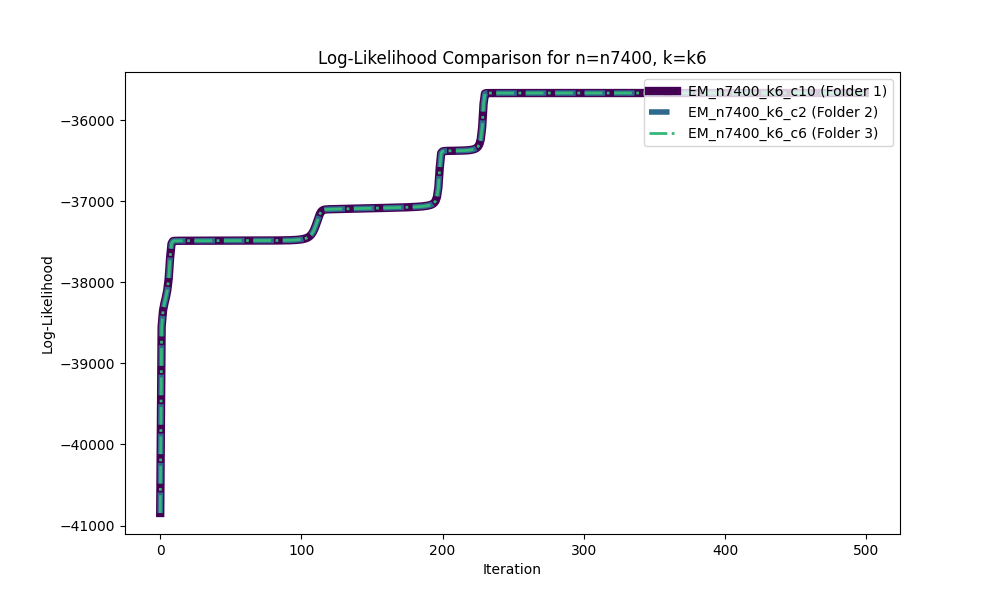 Log-Likelihood Comparison for n=n7400, k=k6
EM_n7400_k6_c10 (Folder 1)
EM_n7400_k6_c2 (Folder 2)
EM_n7400_k6_c6 (Folder 3)
Log-Likelihood
−36000
−37000
−38000
−39000
−40000
−41000
0 100 200 300 400 500
Iteration